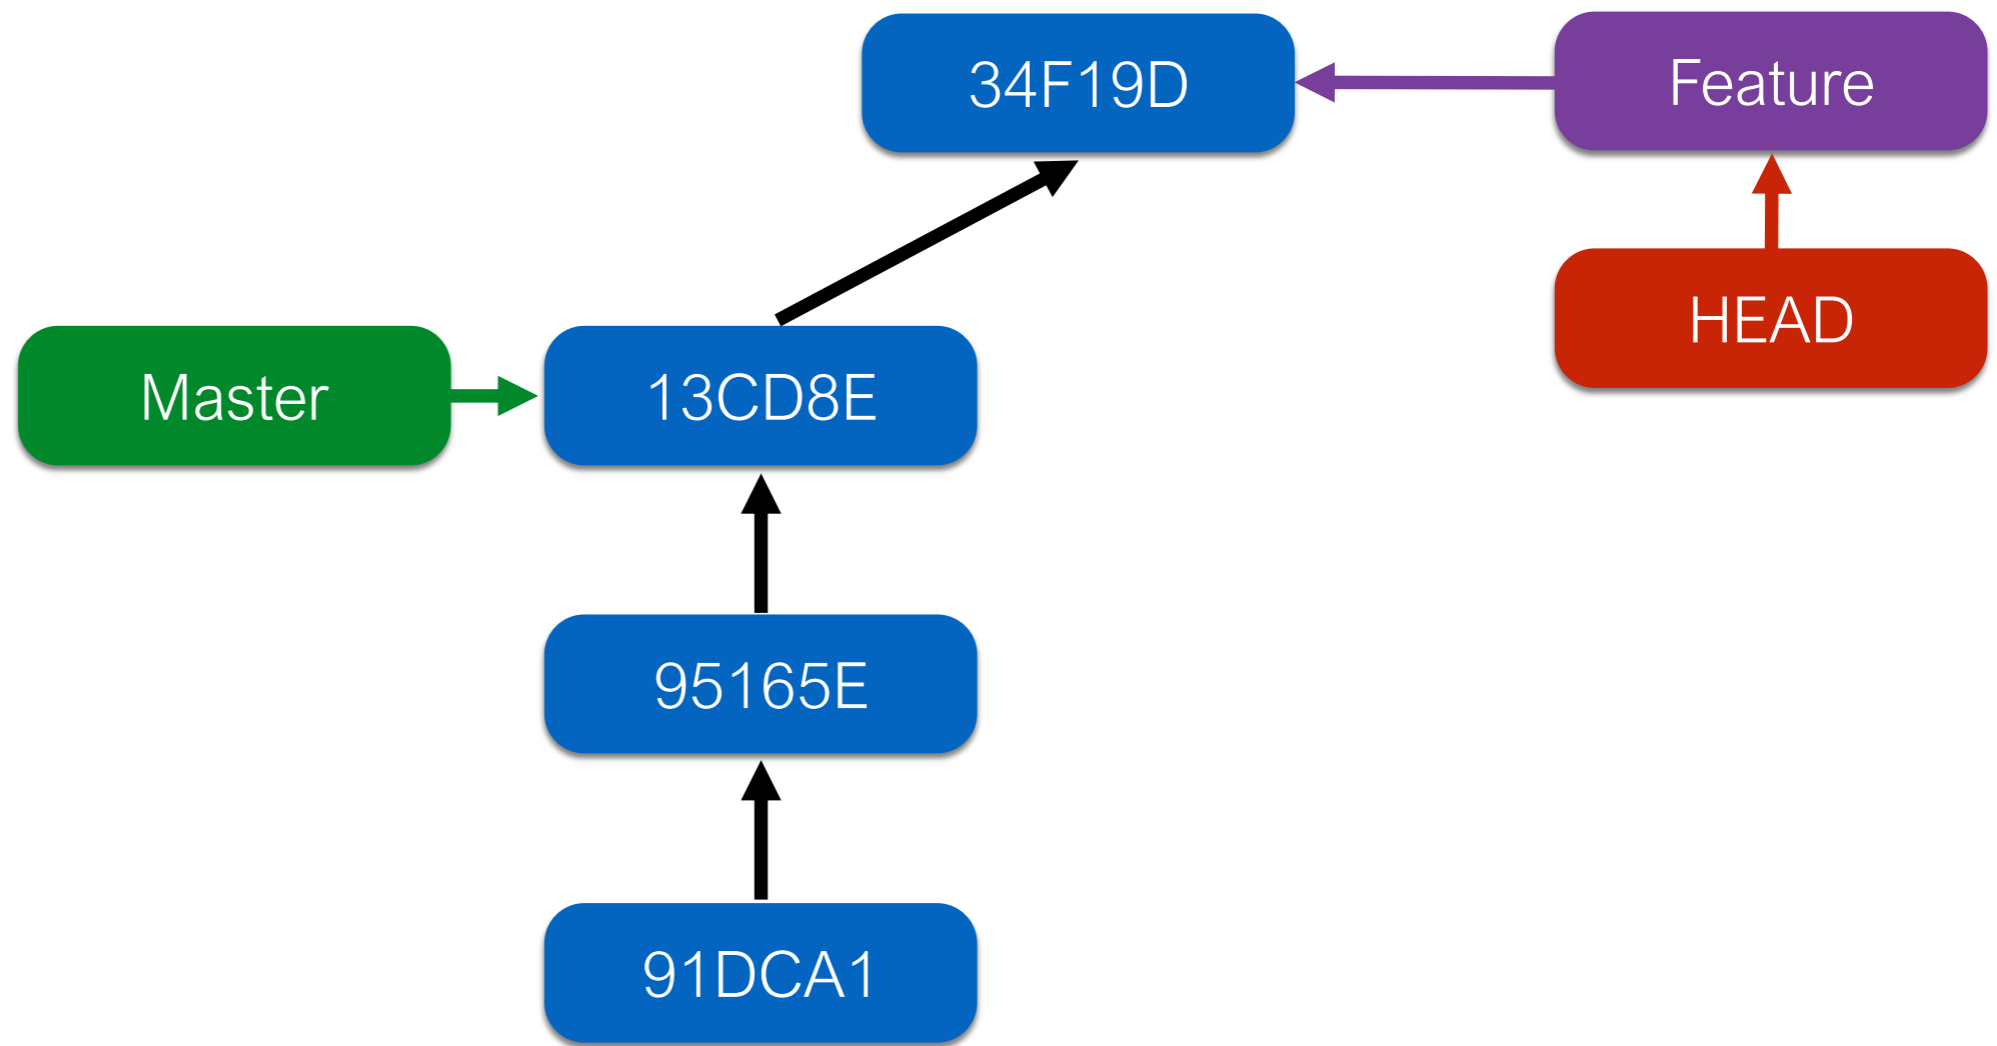 34F19D
Feature
HEAD
Master
13CD8E
95165E
91DCA1